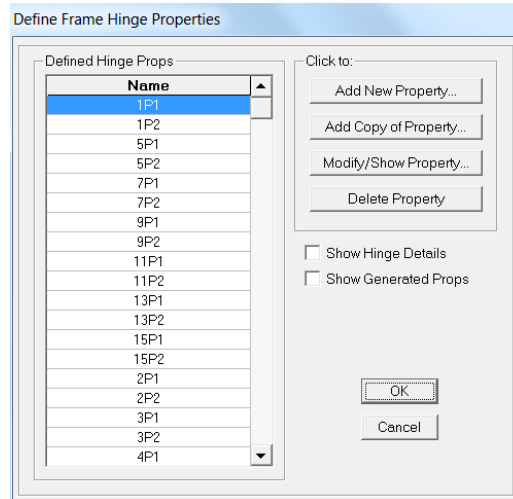 Define Frame Hinge Properties
Defined Hinge Props
Name
1P1
1P2
5P1
5P2
7P1
7P2
9P1
9P2
11P1
11P2
13P1
13P2
15P1
15P2
2P1
2P2
3P1
3P2
4P1
Click to:
Add New Property...
Add Copy of Property...
Modify/Show Property...
Delete Property
Show Hinge Details
Show Generated Props
OK
Cancel